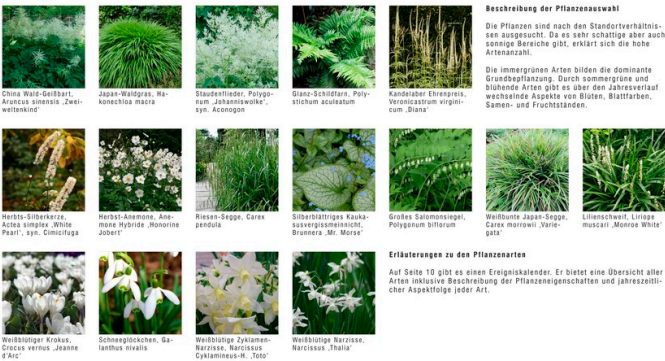 China Wald-Geißbart,
Aruncus sinensis ‚Zwei-
weltenkind'
Japan-Waldgras, Ha-
konechloa macra
Staudenflieder, Polygo-
num ‚Johanniswolke',
syn. Aconogon
Glanz-Schildfarn, Poly-
stichum aculeatum
Kandelaber Ehrenpreis,
Veronicastrum virgini-
cum ‚Diana'
Beschreibung der Pflanzenauswahl
Die Pflanzen sind nach den Standortverhältnis-
sen ausgesucht. Da es sehr schattige aber auch
sonnige Bereiche gibt, erklärt sich die hohe
Artenanzahl.
Die immergrünen Arten bilden die dominante
Grundbepflanzung. Durch sommergrüne und
blühende Arten gibt es über den Jahresverlauf
wechselnde Aspekte von Blüten, Blattfarben,
Samen- und Fruchtständen.
Herbts-Silberkerze,
Actea simplex ‚White
Pearl', syn. Cimicifuga
Herbst-Anemone, Ane-
mone Hybride ‚Honorine
Jobert'
Riesen-Segge, Carex
pendula
Silberblättriges Kauka-
susvergissmeinnicht,
Brunnera ‚Mr. Morse'
Großes Salomonsiegel,
Polygonum biflorum
Weißbunte Japan-Segge,
Carex morrowii ‚Varie-
gata'
Lilienschweif, Liriope
muscari ‚Monroe White'
Weißblütiger Krokus,
Crocus vernus ‚Jeanne
d'Arc'
Schneeglöckchen, Ga-
lanthus nivalis
Weißblütige Zyklamen-
Narzisse, Narcissus
Cyklamineus-H. ‚Toto'
Weißblütige Narzisse,
Narcissus ‚Thalia'
Erläuterungen zu den Pflanzenarten
Auf Seite 10 gibt es einen Ereigniskalender. Er bietet eine Übersicht aller
Arten inklusive Beschreibung der Pflanzeneigenschaften und jahreszeitli-
cher Aspektfolge jeder Art.